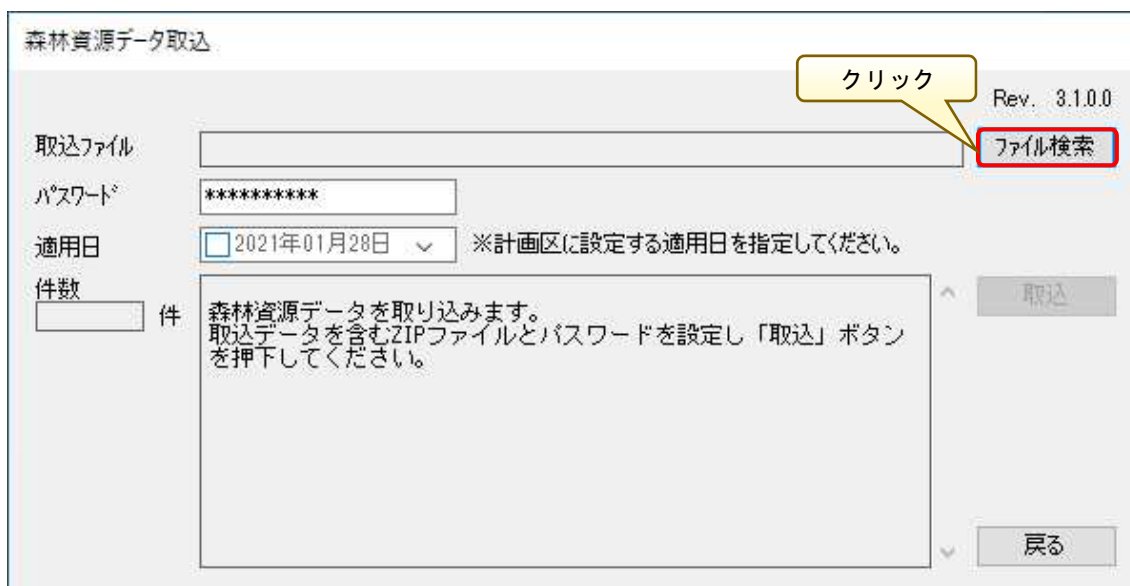 森林資源データ取込
クリック
Rev. 3.1.0.0
取込ファイル
ファイル検索
パスワード
**********
適用日
2021年01月28日
※計画区に設定する適用日を指定してください。
件数
件
森林資源データを取り込みます。
取込データを含むZIPファイルとパスワードを設定し「取込」ボタン
を押下してください。
取込
戻る